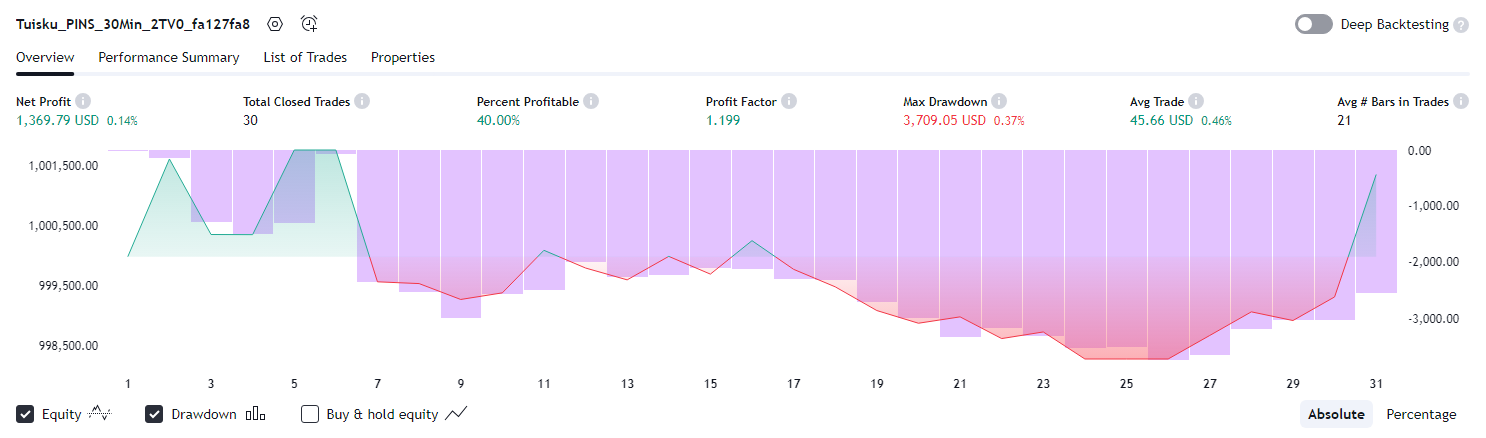 Tuisku_PINS_30Min_2TV0_fa127fa8 Deep Backtesting ?
Overview Performance Summary List of Trades Properties
Net Profit i Total Closed Trades i Percent Profitable i Profit Factor i Max Drawdown i Avg Trade i Avg # Bars in Trades i
1,369.79 USD 0.14% 30 40.00% 1.199 3,709.05 USD 0.37% 45.66 USD 0.46% 21
1,001,500.00 0.00
1,000,500.00 -1,000.00
999,500.00 -2,000.00
998,500.00 -3,000.00
1 3 5 7 9 11 13 15 17 19 21 23 25 27 29 31
Equity Drawdown Buy & hold equity Absolute Percentage